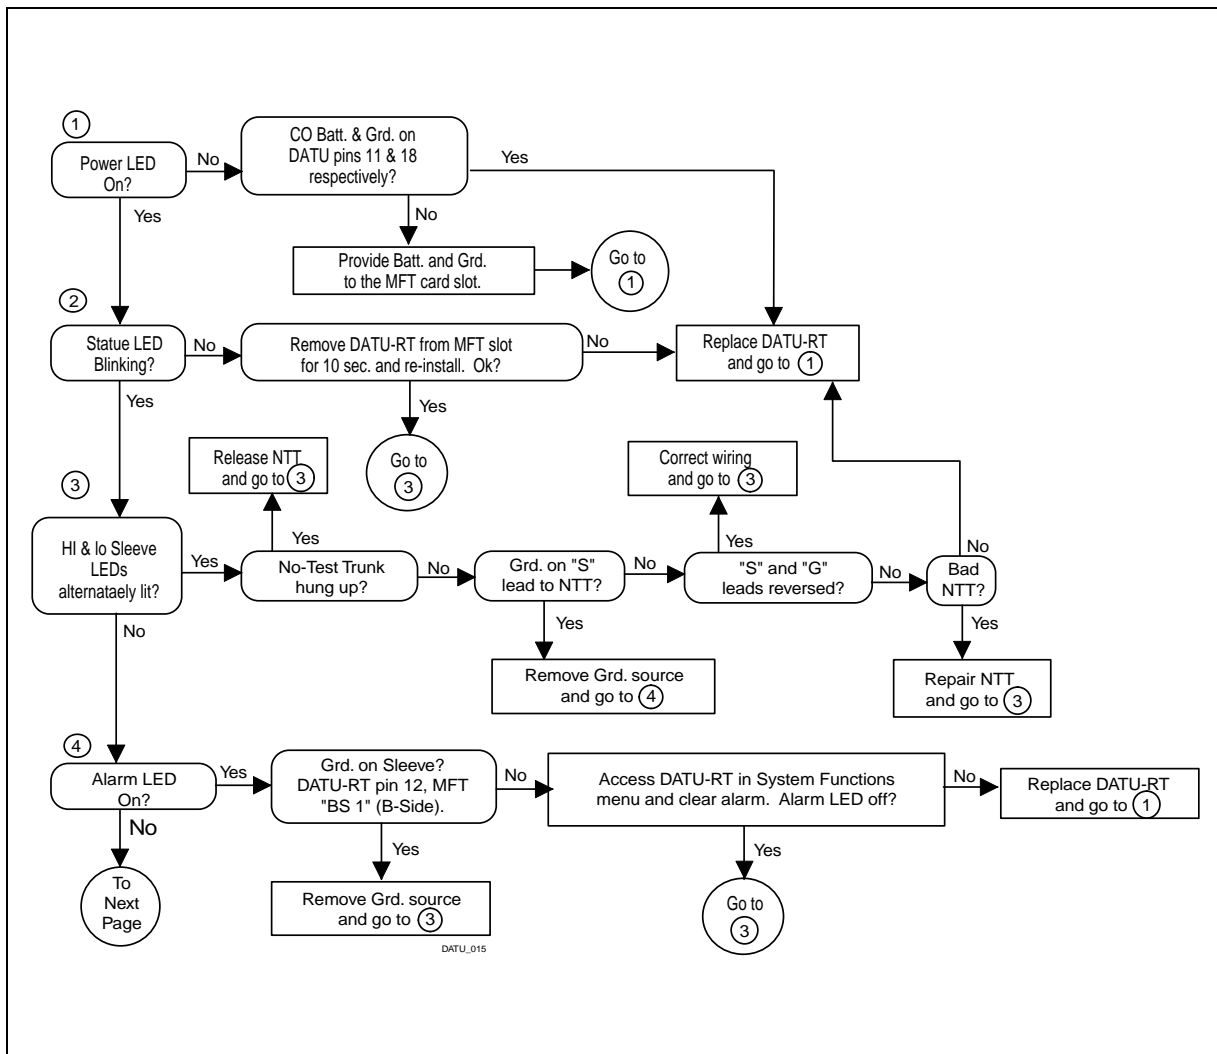 1
Power LED
On?
No
CO Batt. & Grd. on
DATU pins 11 & 18
respectively?
Yes
Yes
No
Provide Batt. and Grd.
to the MFT card slot.
Go to
1
2
Statue LED
Blinking?
No
Remove DATU-RT from MFT slot
for 10 sec. and re-install. Ok?
No
Replace DATU-RT
and go to 1
Yes
Yes
Go to
3
Release NTT
and go to 3
Correct wiring
and go to 3
3
HI & lo Sleeve
LEDs
alternataely lit?
Yes
Yes
No-Test Trunk
hung up?
No
Grd. on "S"
lead to NTT?
No
Yes
"S" and "G"
leads reversed?
No
No
Bad
NTT?
No
Yes
Remove Grd. source
and go to 4
Yes
Repair NTT
and go to 3
4
Alarm LED
On?
Yes
Grd. on Sleeve?
DATU-RT pin 12, MFT
"BS 1" (B-Side).
No
Access DATU-RT in System Functions
menu and clear alarm. Alarm LED off?
No
Replace DATU-RT
and go to 1
No
Yes
Yes
To
Next
Page
Remove Grd. source
and go to 3
Go to
3
DATU_015